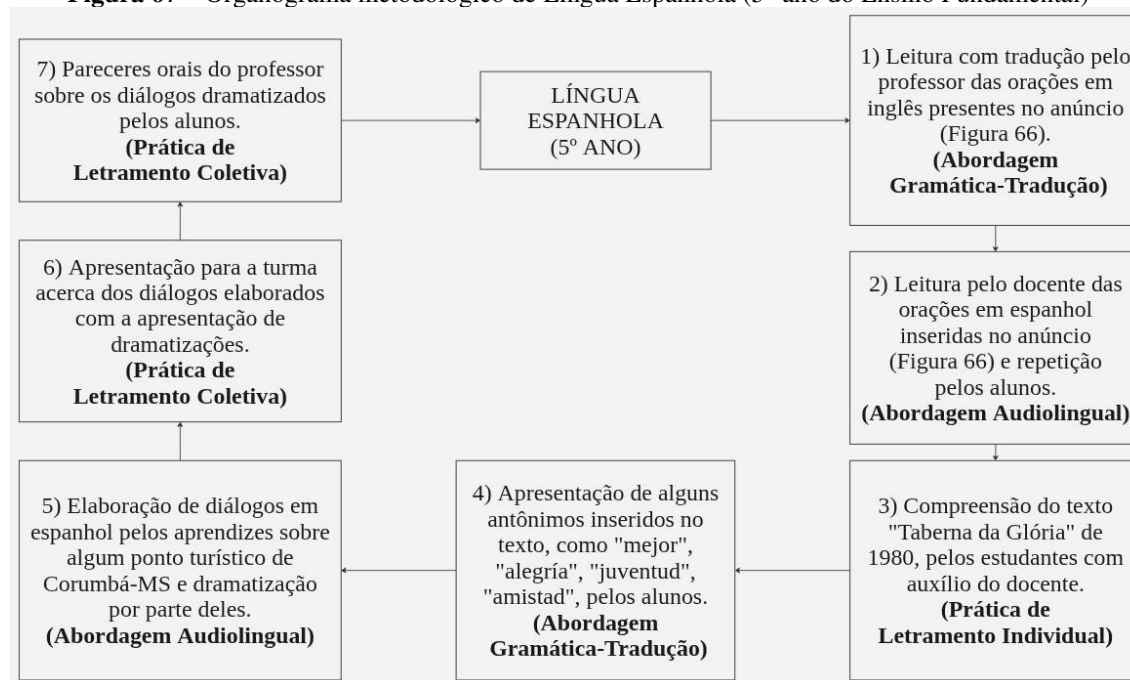 Figura 67 – Organograma metodológico de Língua Espanhola (5º ano do Ensino Fundamental)
LÍNGUA
ESPANHOLA
(5º ANO)
1) Leitura com tradução pelo
professor das orações em
inglês presentes no anúncio
(Figura 66).
(Abordagem
Gramática-Tradução)
2) Leitura pelo docente das
orações em espanhol
inseridas no anúncio
(Figura 66) e repetição
pelos alunos.
(Abordagem Audiolingual)
3) Compreensão do texto
"Taberna da Glória" de
1980, pelos estudantes com
auxílio do docente.
(Prática de
Letramento Individual)
4) Apresentação de alguns
antônimos inseridos no
texto, como "mejor",
"alegría", "juventud",
"amistad", pelos alunos.
(Abordagem
Gramática-Tradução)
5) Elaboração de diálogos em
espanhol pelos aprendizes sobre
algum ponto turístico de
Corumbá-MS e dramatização
por parte deles.
(Abordagem Audiolingual)
6) Apresentação para a turma
acerca dos diálogos elaborados
com a apresentação de
dramatizações.
(Prática de
Letramento Coletiva)
7) Pareceres orais do professor
sobre os diálogos dramatizados
pelos alunos.
(Prática de
Letramento Coletiva)